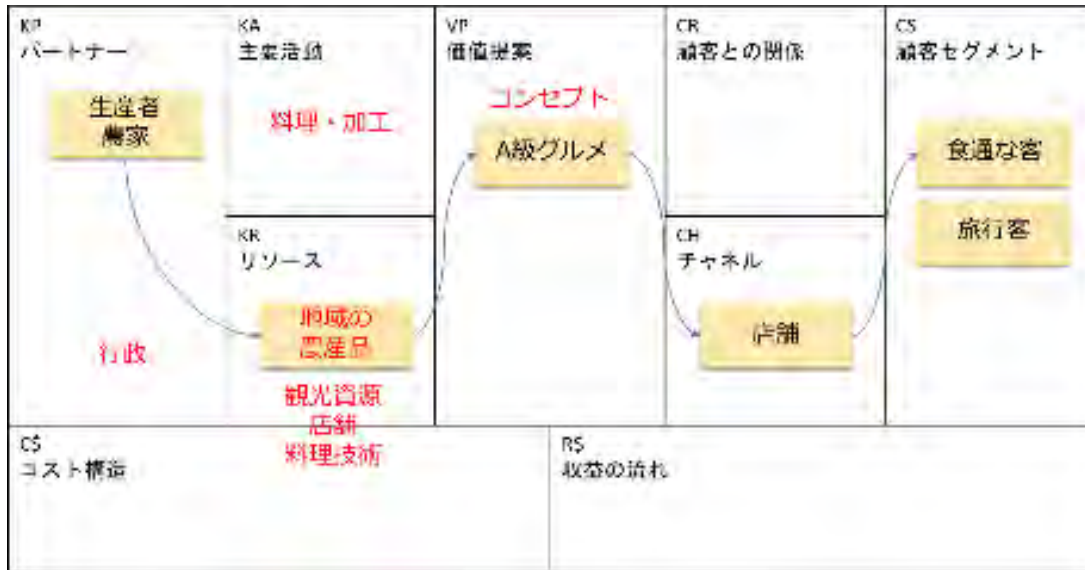 KP
パートナー
生産者
農家
行政
KA
主要活動
料理・加工
KR
リソース
地域の
農産品
観光資源
店舗
料理技術
VP
価値提案
コンセプト
A級グルメ
CR
顧客との関係
CH
チャネル
店舗
CS
顧客セグメント
食通な客
旅行客
C$
コスト構造
R$
収益の流れ